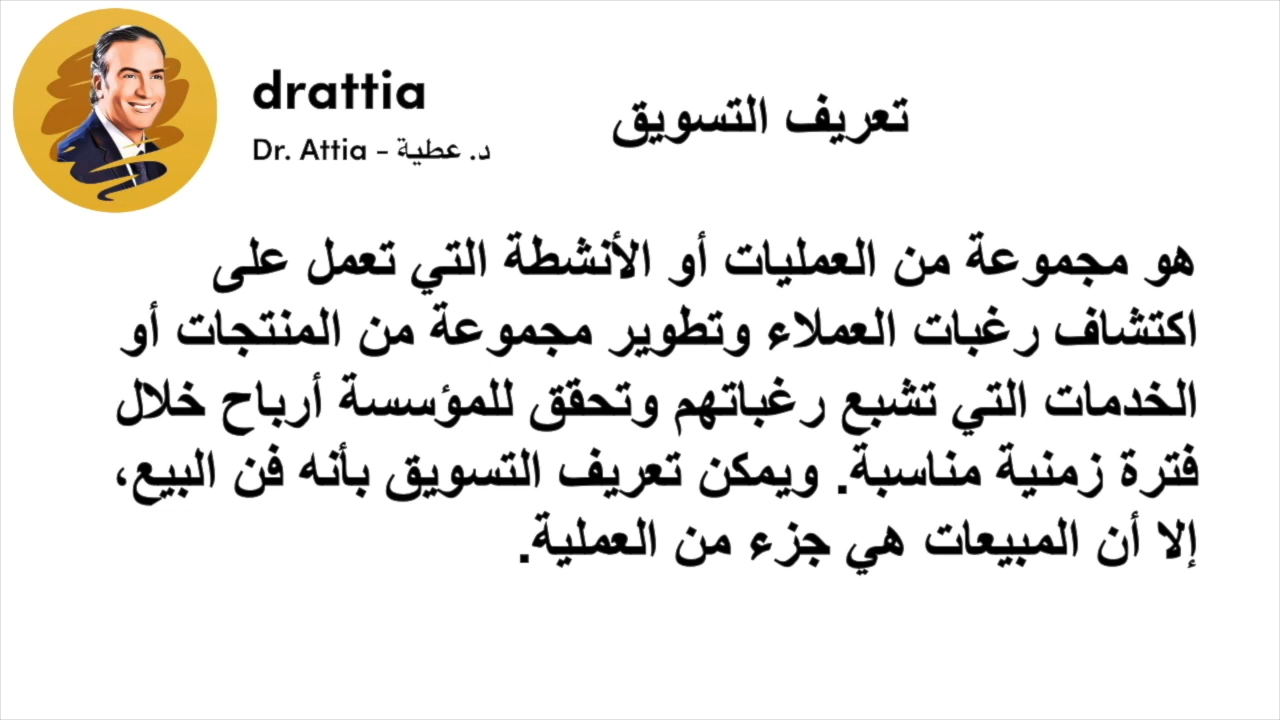 drattia
Dr. Attia - د. عطية
تعريف التسويق
هو مجموعة من العمليات أو الأنشطة التي تعمل على
اكتشاف رغبات العملاء وتطوير مجموعة من المنتجات أو
الخدمات التي تشبع رغباتهم وتحقق للمؤسسة أرباح خلال
فترة زمنية مناسبة. ويمكن تعريف التسويق بأنه فن البيع،
إلا أن المبيعات هي جزء من العملية.